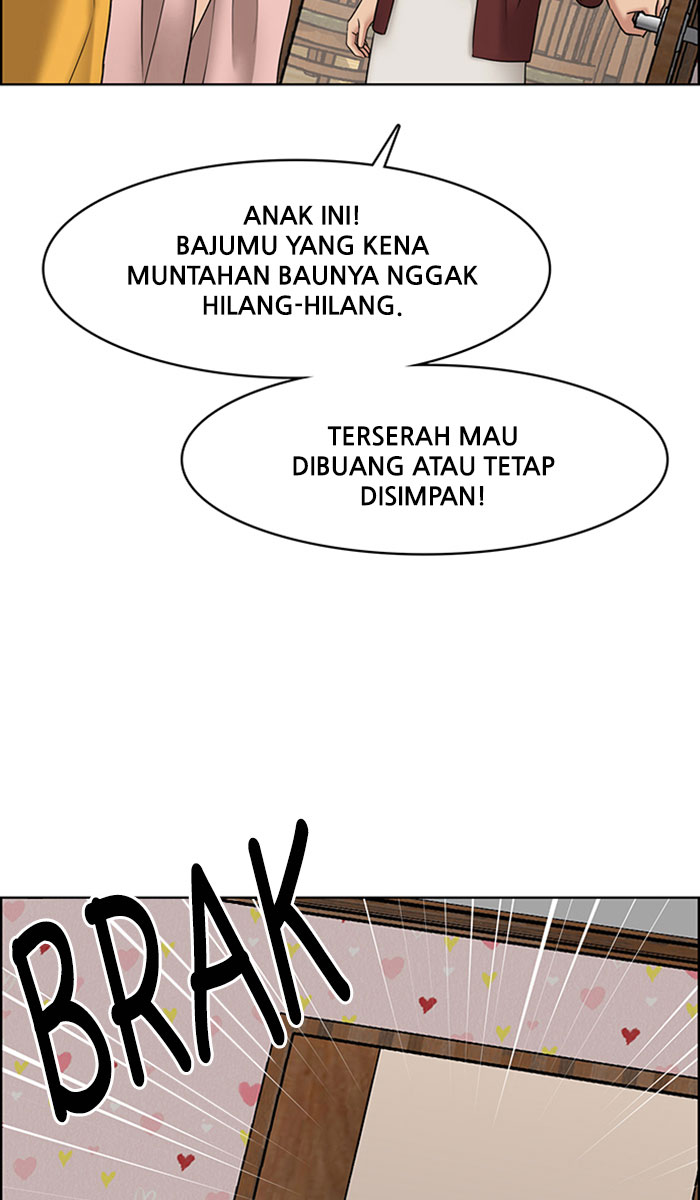 ANAK INI!
BAJUMU YANG KENA
MUNTAHAN BAUNYA NGGAK
HILANG-HILANG.
TERSERAH MAU
DIBUANG ATAU TETAP
DISIMPAN!
BRAK